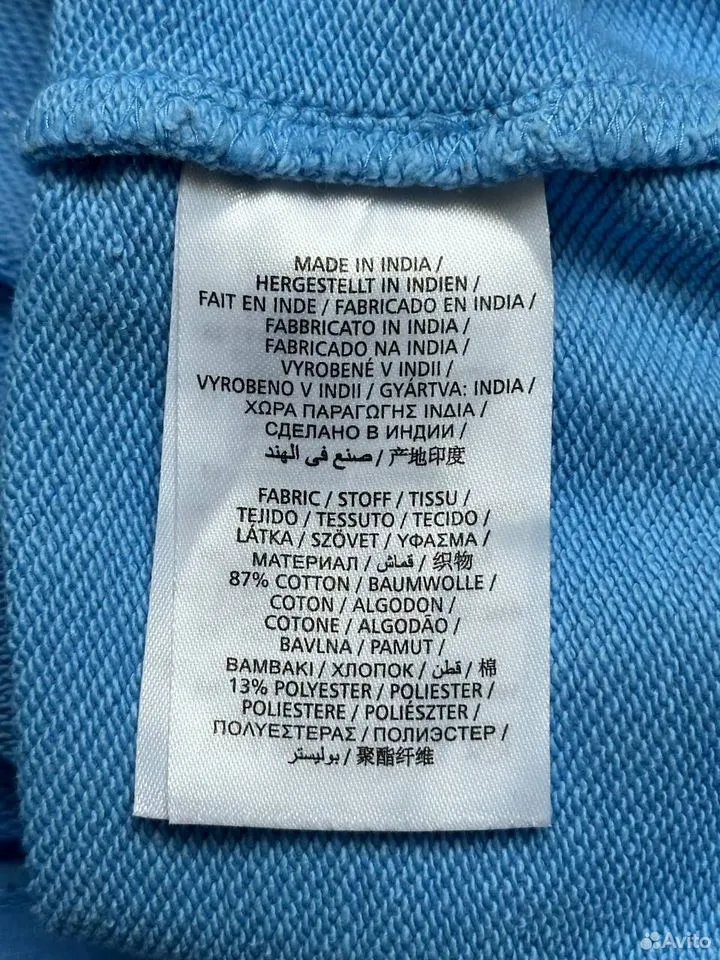 MADE IN INDIA /
HERGESTELLT IN INDIEN /
FAIT EN INDE / FABRICADO EN INDIA /
FABBRICATO IN INDIA /
FABRICADO NA INDIA /
VYROBENÉ V INDII /
VYROBENO V INDII / GYÁRTVA: INDIA /
ΧΩΡΑ ΠΑΡΑΓΩΓΗΣ ΙΝΔΙΑ /
СДЕЛАНО В ИНДИИ /
صنع في الهند / 产地印度
FABRIC / STOFF / TISSU /
TEJIDO / TESSUTO / TECIDO /
LÁTKA / SZÖVET / ΥΦΑΣΜΑ /
МАТЕРИАЛ / قماش / 织物
87% COTTON / BAUMWOLLE /
COTON / ALGODON /
COTONE / ALGODÃO /
BAVLNA / PAMUT /
BAMBAKI / ХЛОПОК / قطن / 棉
13% POLYESTER / POLIESTER /
POLIESTERE / POLIÉSZTER /
ΠΟΛΥΕΣΤΕΡΑΣ / ПОЛИЭСТЕР /
بوليستر / 聚酯纤维
Avito